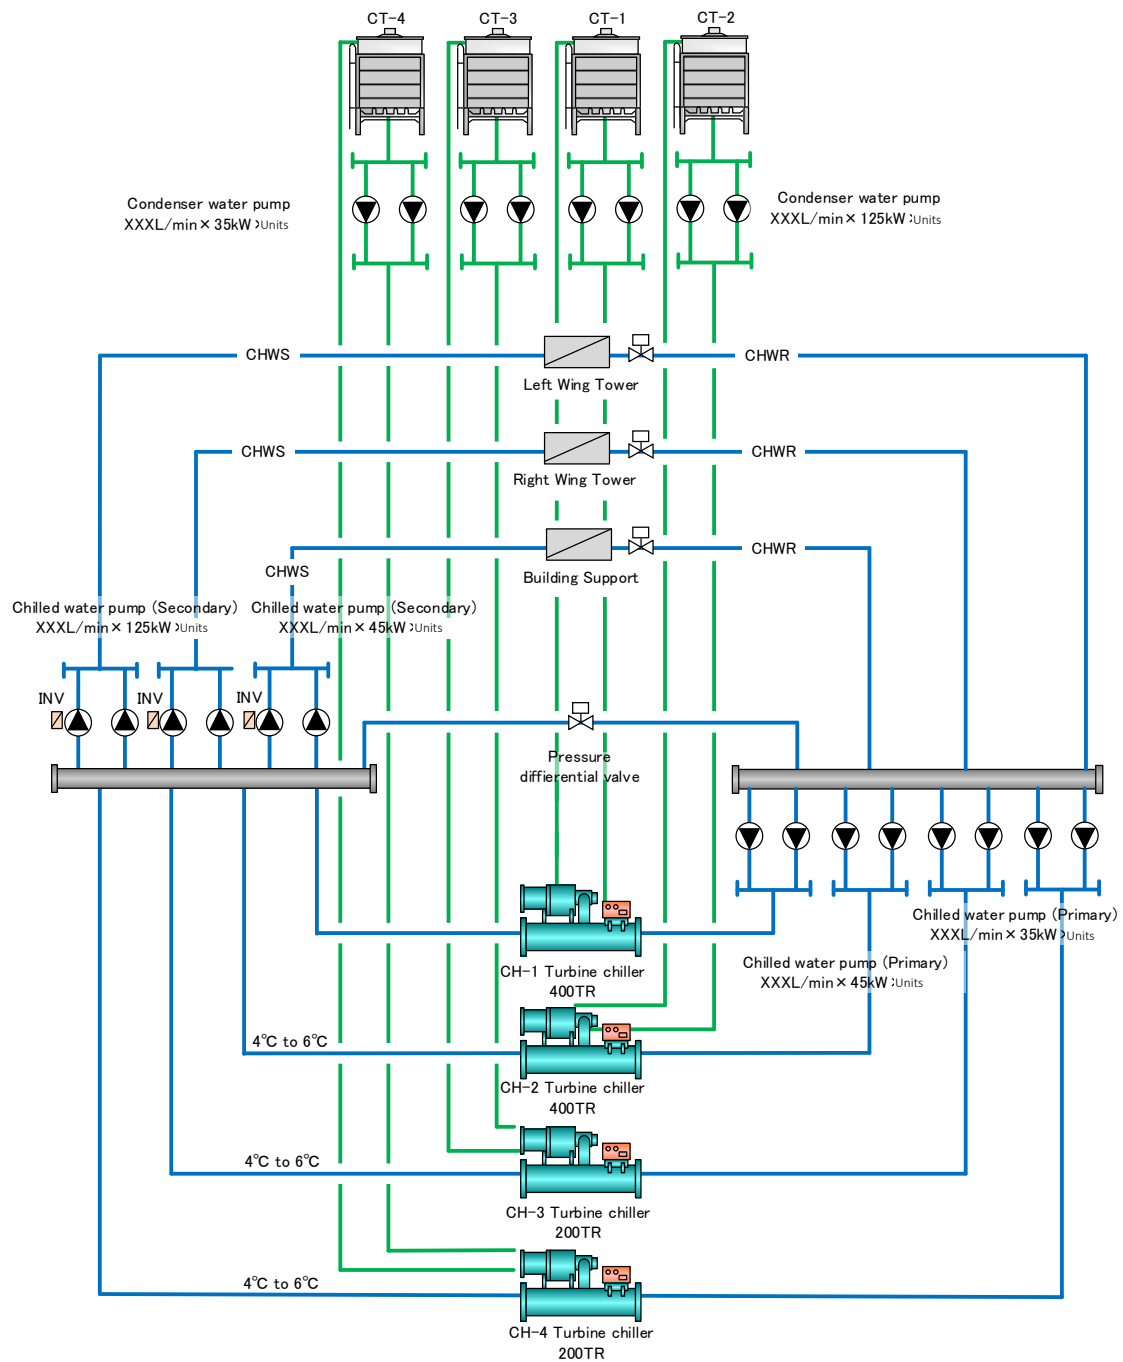 CT-4
CT-3
CT-1
CT-2
Condenser water pump
XXXL/min×35kW Units
Condenser water pump
XXXL/min×125kW Units
CHWS
CHWR
Left Wing Tower
CHWS
CHWR
Right Wing Tower
CHWS
CHWR
Building Support
Chilled water pump (Secondary)
XXXL/min×125kW Units
Chilled water pump (Secondary)
XXXL/min×45kW Units
INV
INV
INV
Pressure
diffierential valve
Chilled water pump (Primary)
XXXL/min×35kW Units
Chilled water pump (Primary)
XXXL/min×45kW Units
CH-1 Turbine chiller
400TR
4℃ to 6℃
CH-2 Turbine chiller
400TR
4℃ to 6℃
CH-3 Turbine chiller
200TR
4℃ to 6℃
CH-4 Turbine chiller
200TR